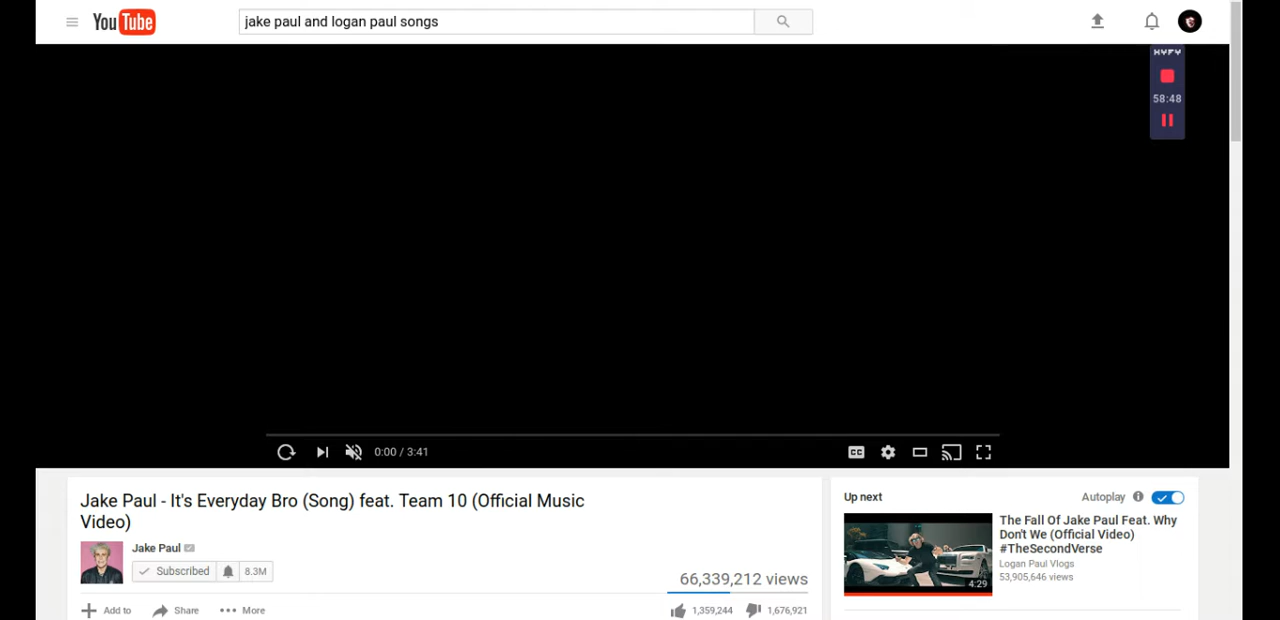 YouTube
jake paul and logan paul songs
HYFY
58:48
0:00 / 3:41
CC
Jake Paul - It's Everyday Bro (Song) feat. Team 10 (Official Music
Video)
Jake Paul
Subscribed 8.3M
66,339,212 views
Add to Share More
1,359,244 1,676,921
Up next
Autoplay
The Fall Of Jake Paul Feat. Why
Don't We (Official Video)
#TheSecondVerse
Logan Paul Vlogs
53,905,646 views
4:29